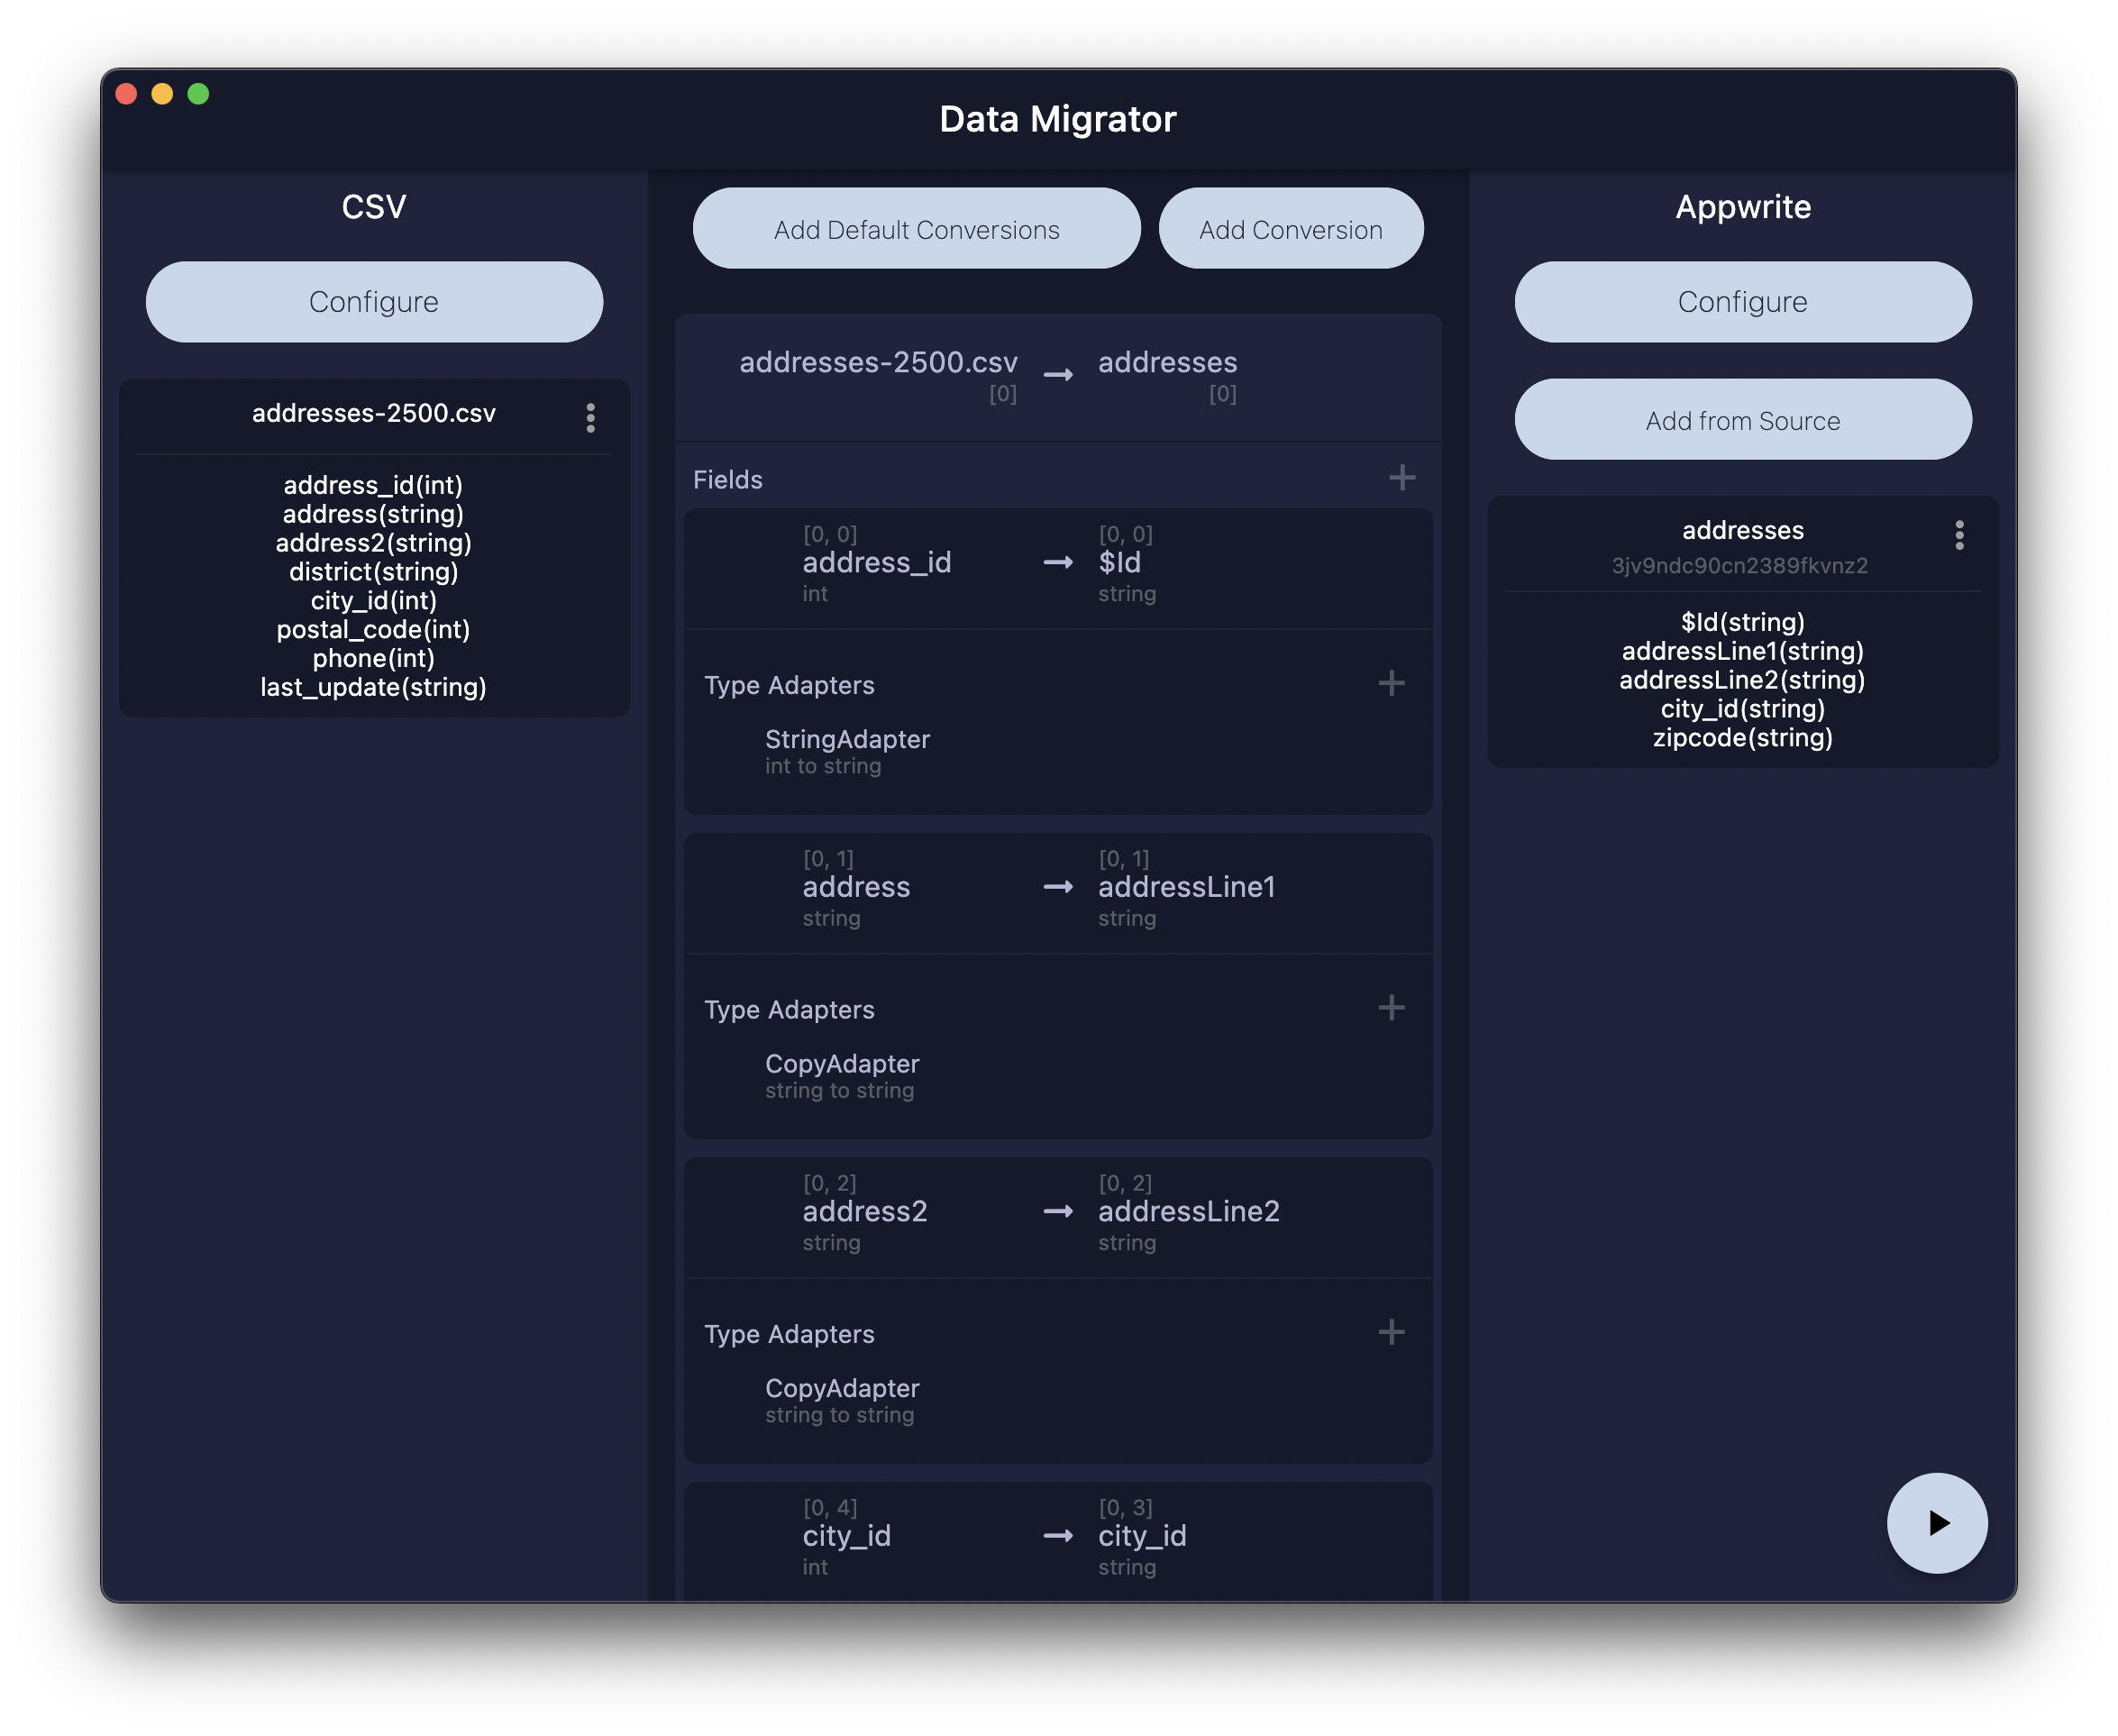 Data Migrator
CSV
Configure
addresses-2500.csv
address_id(int)
address(string)
address2(string)
district(string)
city_id(int)
postal_code(int)
phone(int)
last_update(string)
Add Default Conversions
Add Conversion
addresses-2500.csv
[0]
addresses
[0]
Fields
[0, 0]
address_id
int
[0, 0]
$Id
string
Type Adapters
StringAdapter
int to string
[0, 1]
address
string
[0, 1]
addressLine1
string
Type Adapters
CopyAdapter
string to string
[0, 2]
address2
string
[0, 2]
addressLine2
string
Type Adapters
CopyAdapter
string to string
[0, 4]
city_id
int
[0, 3]
city_id
string
Appwrite
Configure
Add from Source
addresses
3jv9ndc90cn2389fkvnz2
$Id(string)
addressLine1(string)
addressLine2(string)
city_id(string)
zipcode(string)